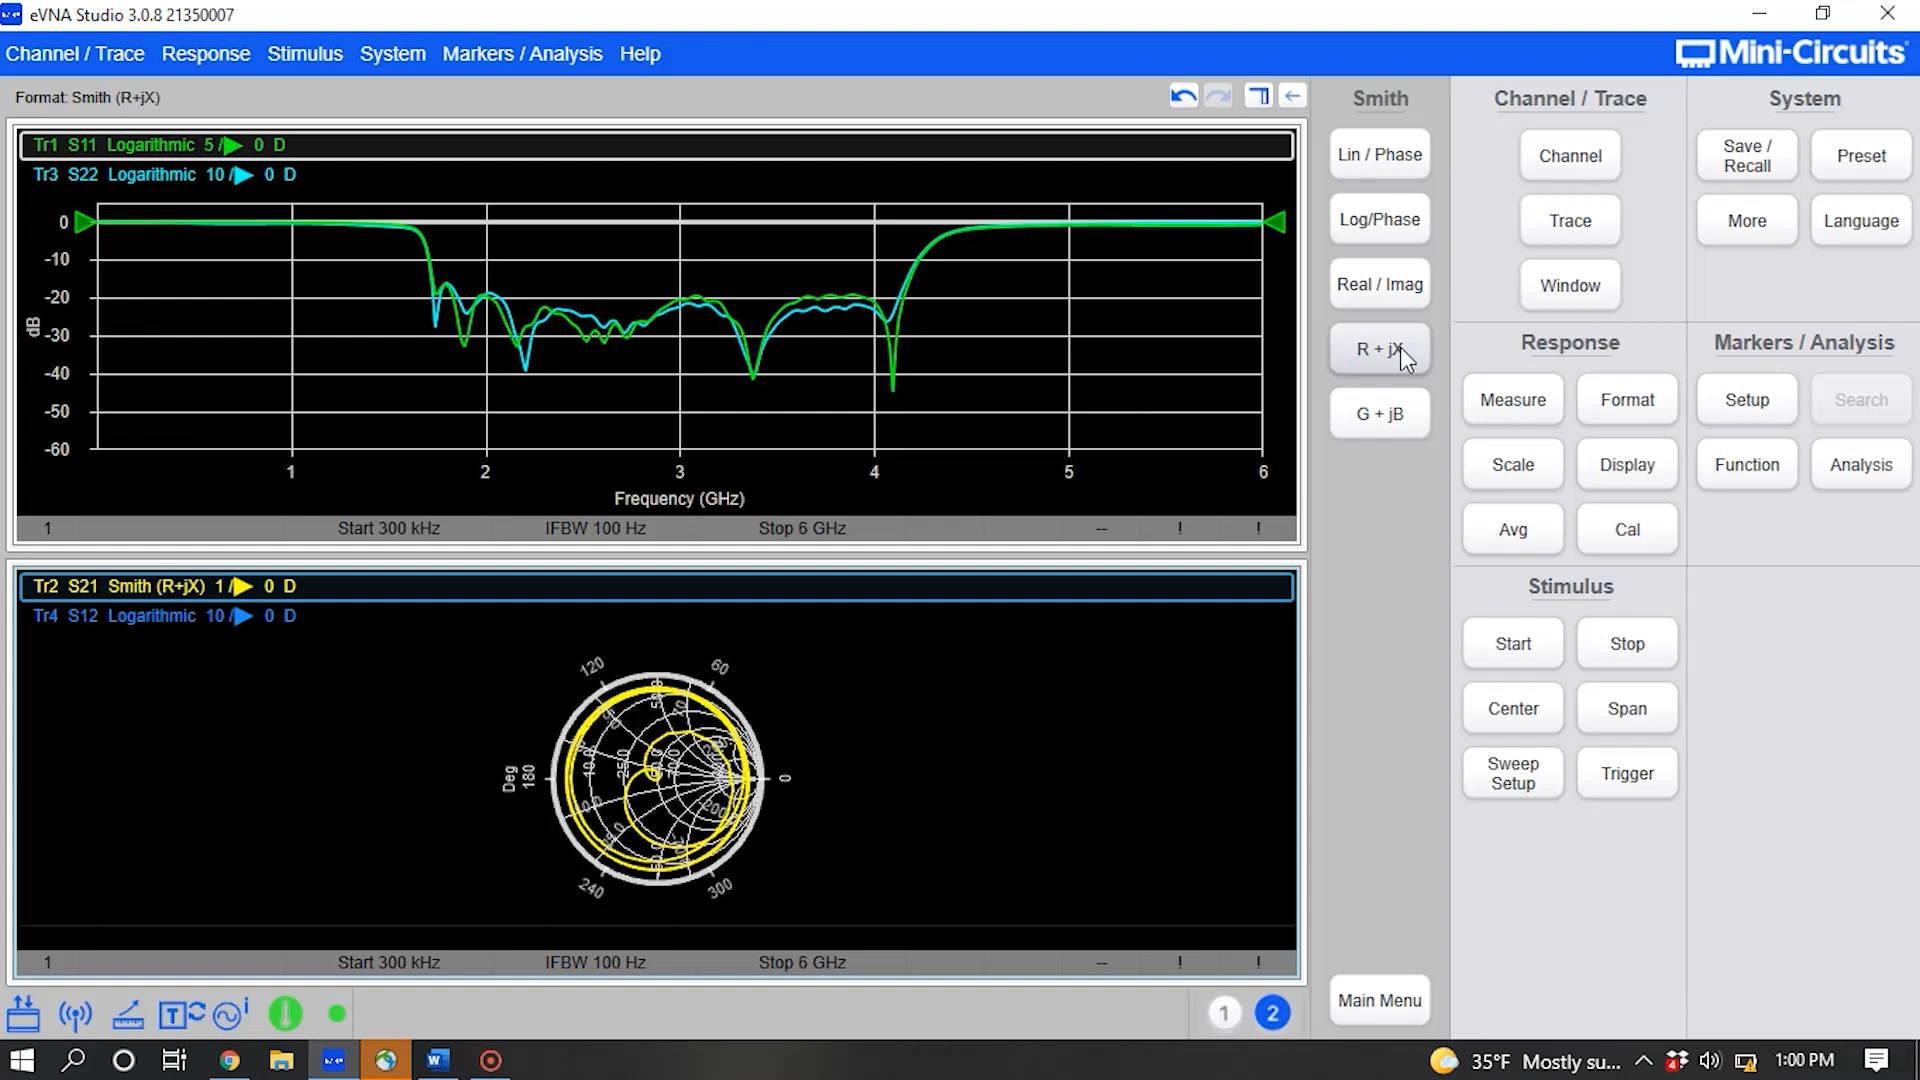 eVNA Studio 3.0.8 21350007
Channel / Trace Response Stimulus System Markers / Analysis Help
Mini-Circuits
Format: Smith (R+jX)
Tr1 S11 Logarithmic 5 / 0 D
Tr3 S22 Logarithmic 10 / 0 D
0
-10
-20
-30
-40
-50
-60
dB
1 2 3 4 5 6
Frequency (GHz)
1 Start 300 kHz IFBW 100 Hz Stop 6 GHz -- ! !
Tr2 S21 Smith (R+jX) 1 / 0 D
Tr4 S12 Logarithmic 10 / 0 D
120 60
Deg 180 0
240 300
1 Start 300 kHz IFBW 100 Hz Stop 6 GHz -- ! !
1 2
Smith
Lin / Phase
Log/Phase
Real / Imag
R + jX
G + jB
Main Menu
Channel / Trace
Channel
Trace
Window
System
Save / Recall
Preset
More
Language
Response
Measure
Format
Scale
Display
Avg
Cal
Markers / Analysis
Setup
Search
Function
Analysis
Stimulus
Start
Stop
Center
Span
Sweep
Setup
Trigger
35°F Mostly su... 1:00 PM